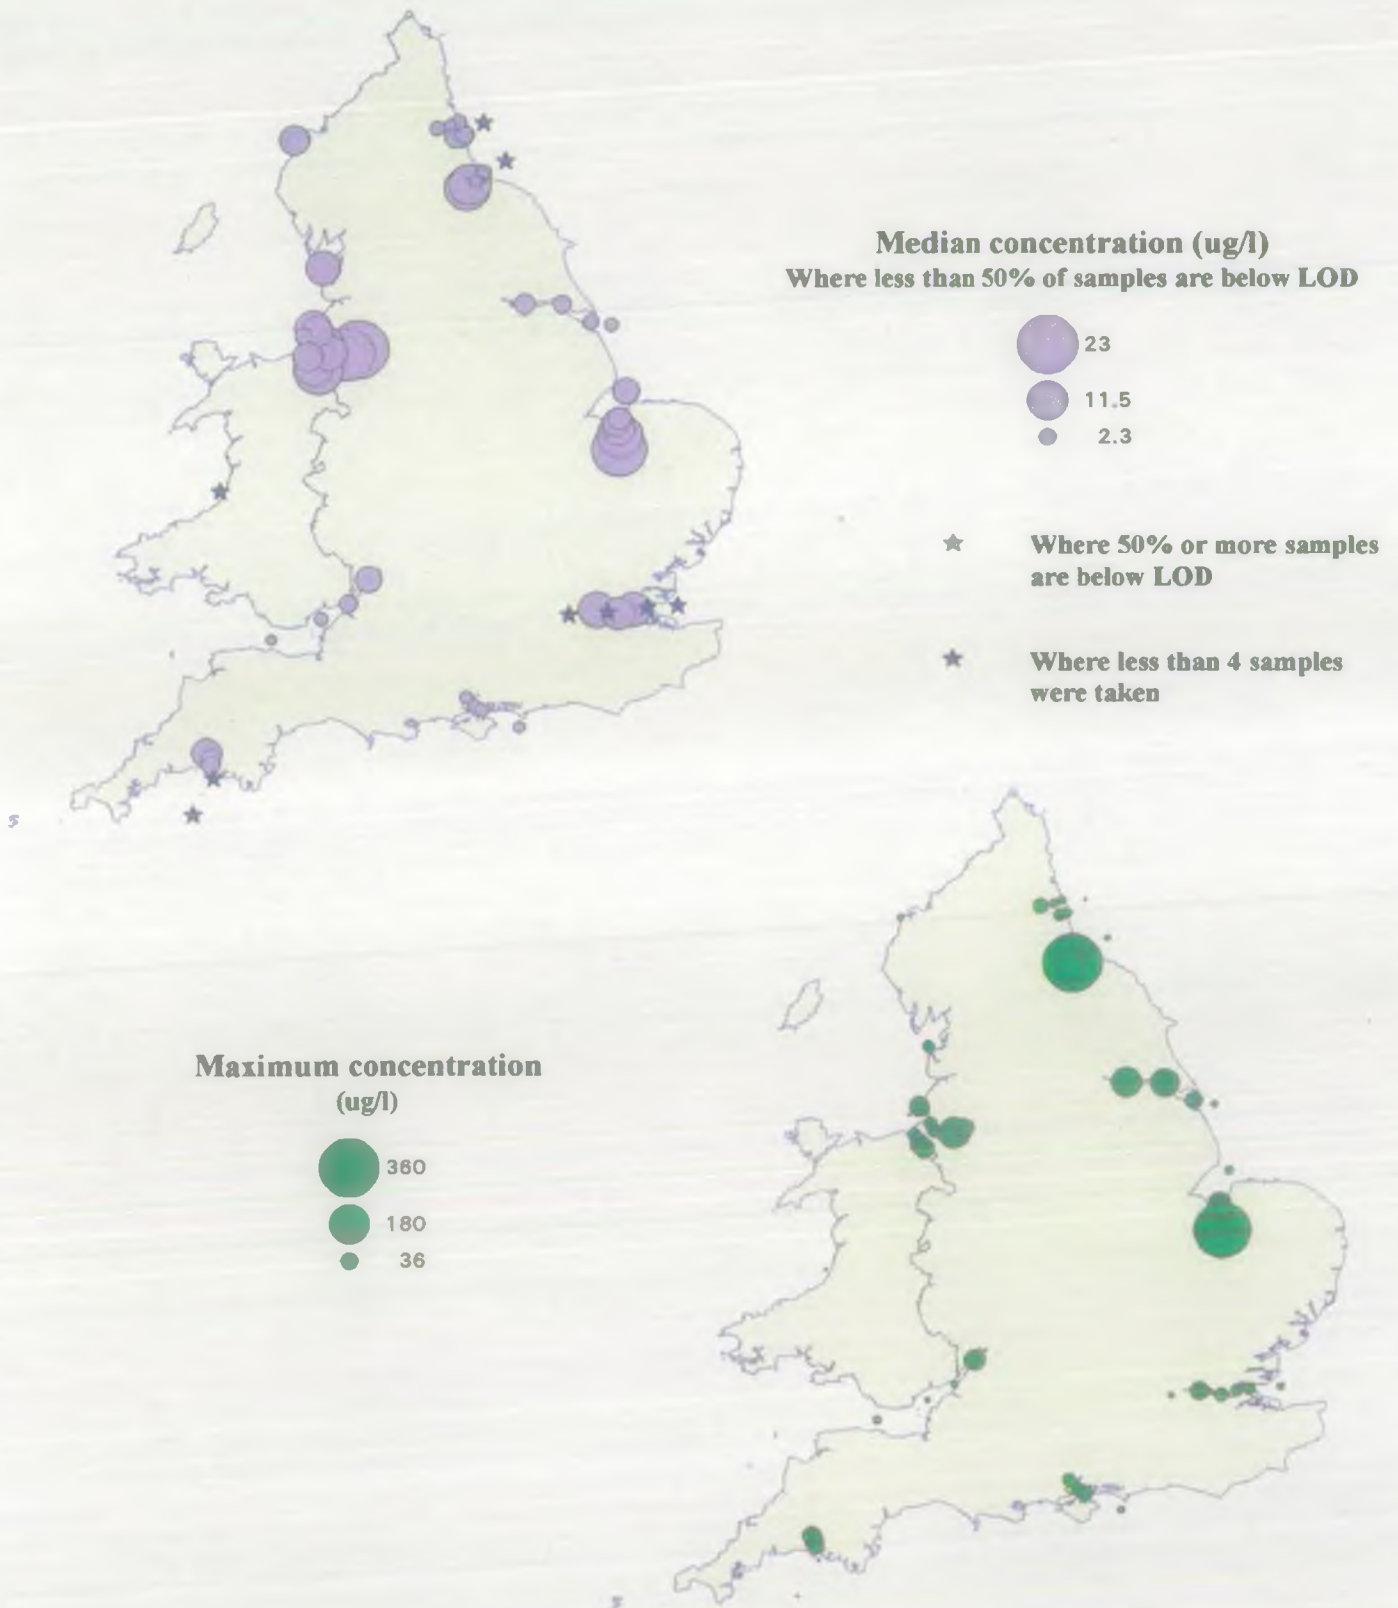 Median concentration (ug/l)
Where less than 50% of samples are below LOD
23
11.5
2.3
Where 50% or more samples
are below LOD
Where less than 4 samples
were taken
Maximum concentration
(ug/l)
360
180
36